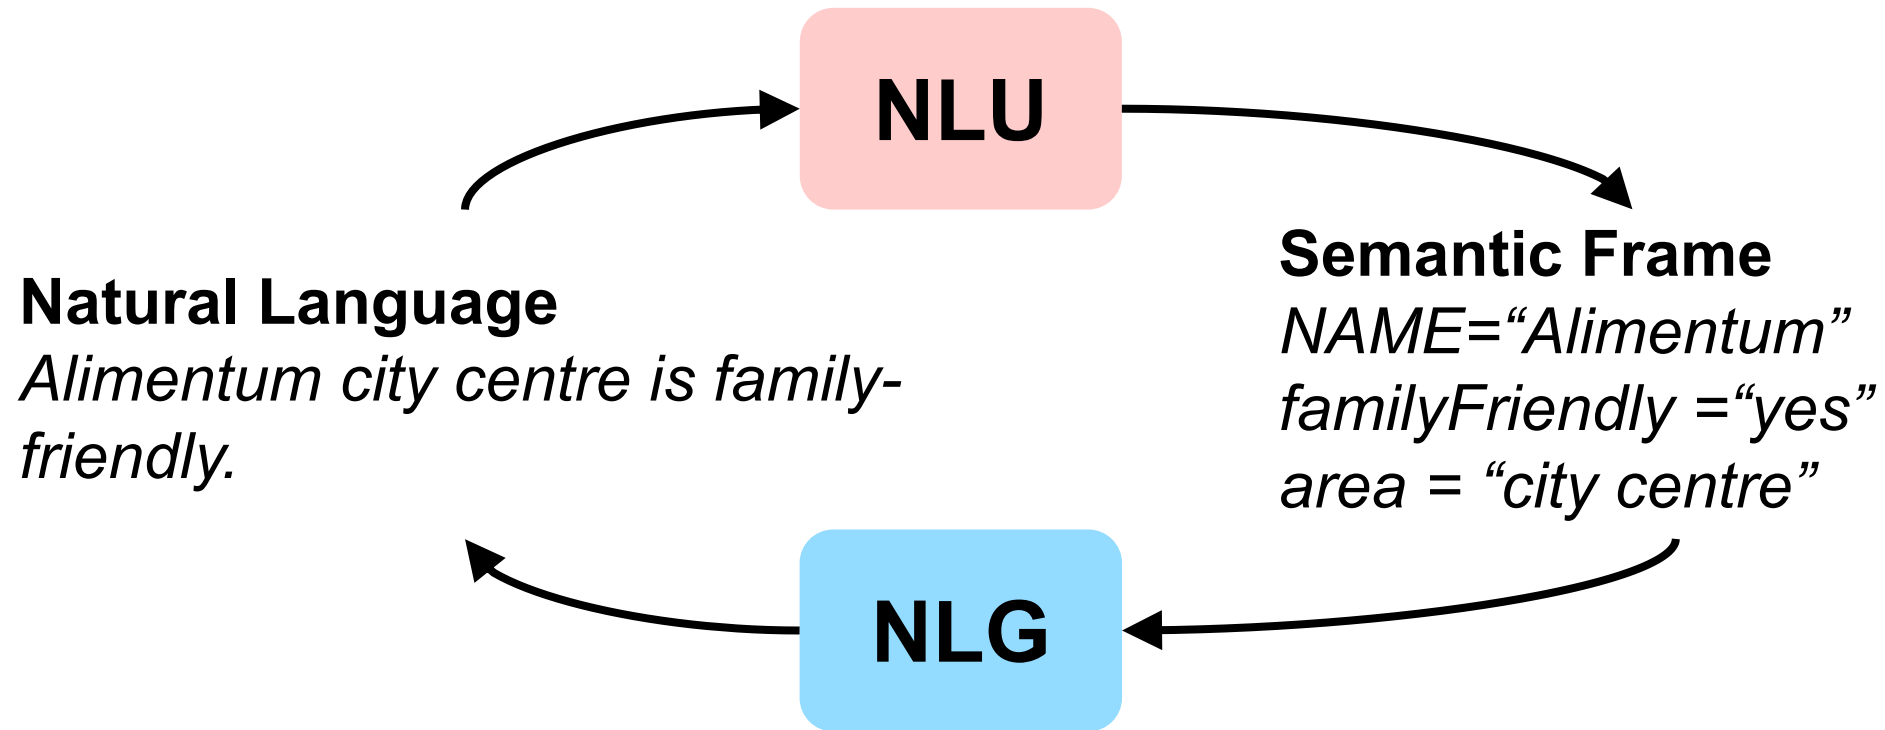 NLU
Natural Language
Alimentum city centre is family-
friendly.
Semantic Frame
NAME=“Alimentum”
familyFriendly =“yes”
area = “city centre”
NLG